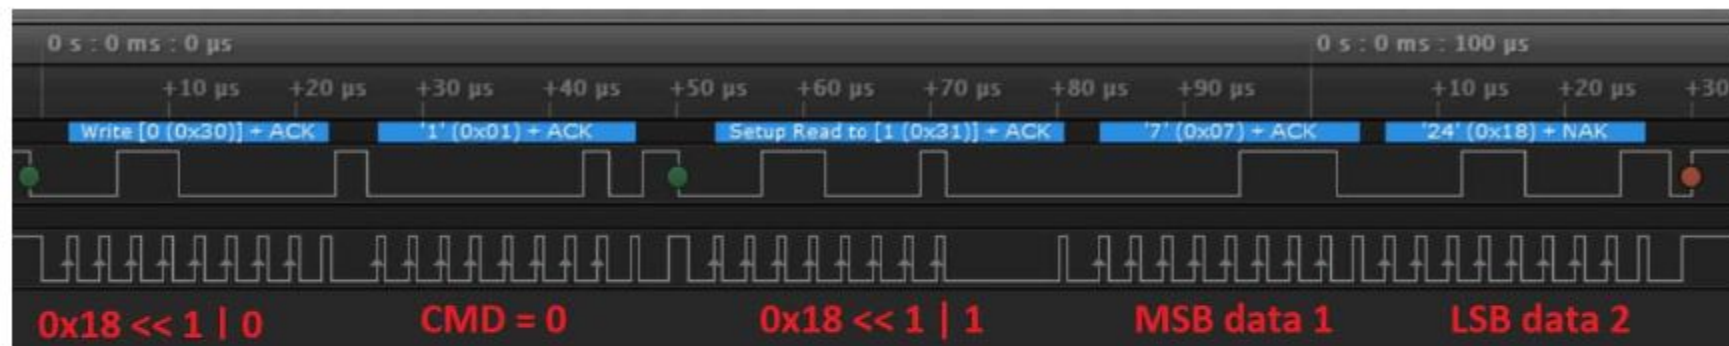 0 s : 0 ms : 0 µs 0 s : 0 ms : 100 µs
+10 µs +20 µs +30 µs +40 µs +50 µs +60 µs +70 µs +80 µs +90 µs +10 µs +20 µs +30
Write [0 (0x30)] + ACK '1' (0x01) + ACK Setup Read to [1 (0x31)] + ACK '7' (0x07) + ACK '24' (0x18) + NAK
0x18 << 1 | 0 CMD = 0 0x18 << 1 | 1 MSB data 1 LSB data 2